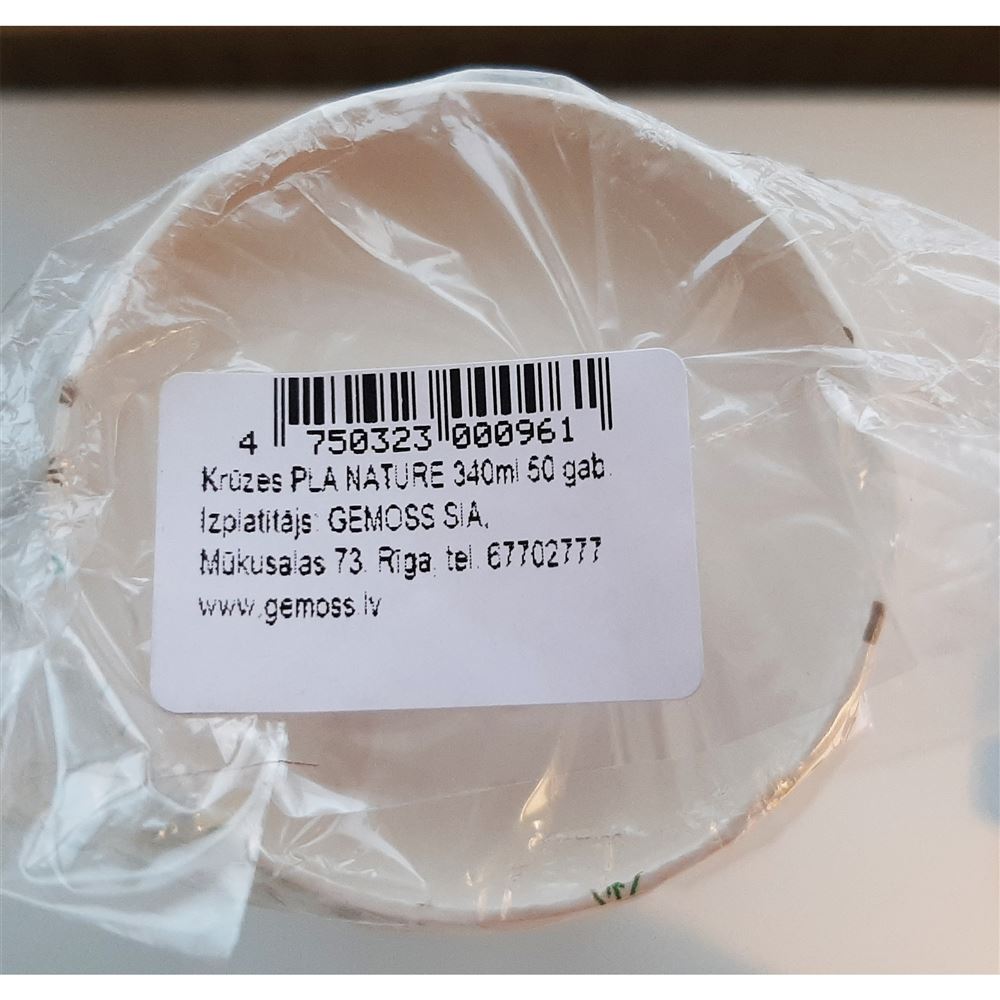 4 750323 000961
Krūzes PLA NATURE 340ml 50 gab.
Izplatītājs: GEMOSS SIA,
Mūkusalas 73. Rīga, tel. 67702777
www.gemoss.lv